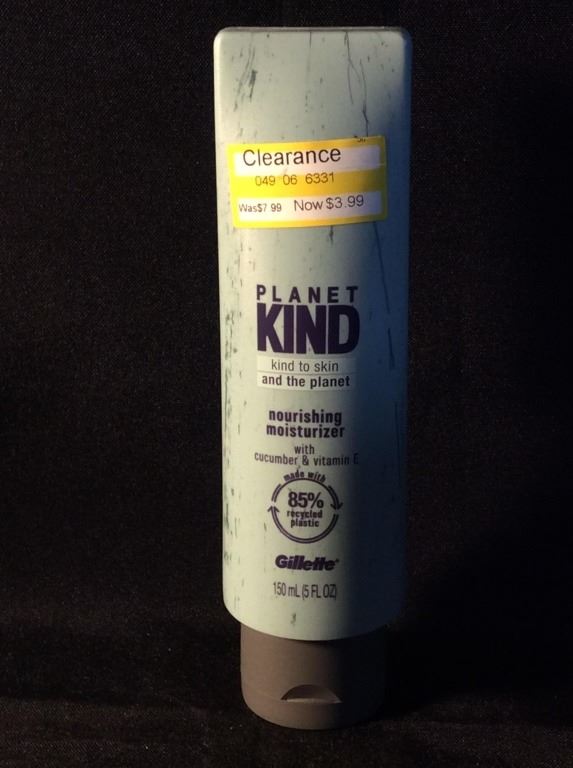 Clearance
049 06 6331
Was$7 99 Now $3.99
PLANET
KIND
kind to skin
and the planet
nourishing
moisturizer
with
cucumber & vitamin E
made with
85%
recycled
plastic
Gillette
150 mL (5 FL OZ)